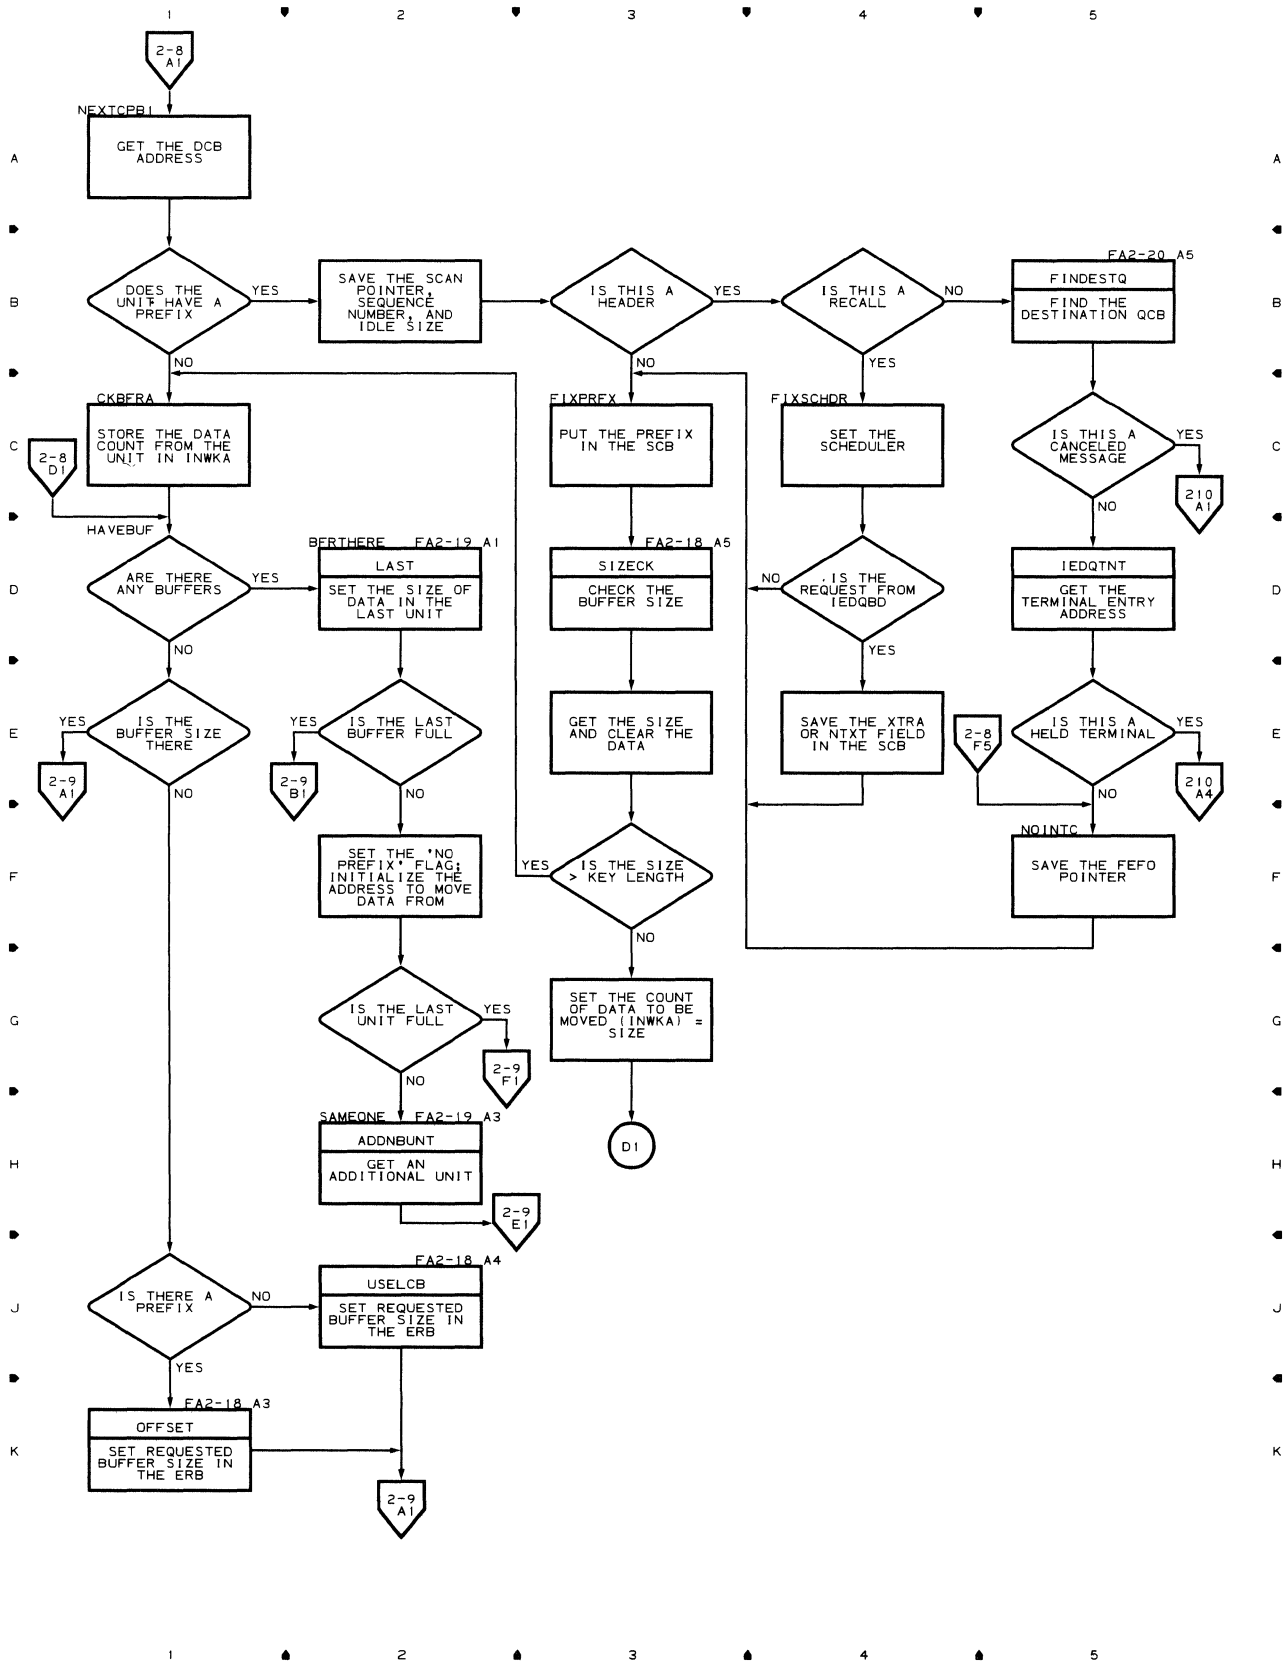 1 2 3 4 5
2-8
A1
NEXTCPB1
GET THE DCB
ADDRESS
A A
DOES THE
UNIT HAVE A
PREFIX
YES
NO
SAVE THE SCAN
POINTER,
SEQUENCE
NUMBER, AND
IDLE SIZE
IS THIS A
HEADER
YES
NO
IS THIS A
RECALL
NO
YES
FA2-20 A5
FINDESTQ
FIND THE
DESTINATION QCB
B B
CKBFRA
STORE THE DATA
COUNT FROM THE
UNIT IN INWKA
2-8
D1
FIXPRFX
PUT THE PREFIX
IN THE SCB
FIXSCHDR
SET THE
SCHEDULER
IS THIS A
CANCELED
MESSAGE
YES
NO
210
A1
C C
HAVEBUF
ARE THERE
ANY BUFFERS
YES
NO
BFRTHERE FA2-19 A1
LAST
SET THE SIZE OF
DATA IN THE
LAST UNIT
FA2-18 A5
SIZECK
CHECK THE
BUFFER SIZE
NO
IS THE
REQUEST FROM
IEDQBD
YES
IEDQTNT
GET THE
TERMINAL ENTRY
ADDRESS
D D
YES
IS THE
BUFFER SIZE
THERE
NO
2-9
A1
YES
IS THE LAST
BUFFER FULL
NO
2-9
B1
GET THE SIZE
AND CLEAR THE
DATA
SAVE THE XTRA
OR NTXT FIELD
IN THE SCB
2-8
F5
IS THIS A
HELD TERMINAL
YES
NO
210
A4
E E
SET THE 'NO
PREFIX' FLAG;
INITIALIZE THE
ADDRESS TO MOVE
DATA FROM
YES
IS THE SIZE
> KEY LENGTH
NO
NOINTC
SAVE THE FEFO
POINTER
F F
IS THE LAST
UNIT FULL
YES
NO
2-9
F1
SET THE COUNT
OF DATA TO BE
MOVED (INWKA) =
SIZE
G G
SAMEONE FA2-19 A3
ADDNBUNT
GET AN
ADDITIONAL UNIT
2-9
E1
D1
H H
IS THERE A
PREFIX
NO
YES
FA2-18 A4
USELCB
SET REQUESTED
BUFFER SIZE IN
THE ERB
J J
FA2-18 A3
OFFSET
SET REQUESTED
BUFFER SIZE IN
THE ERB
K K
2-9
A1
1 2 3 4 5